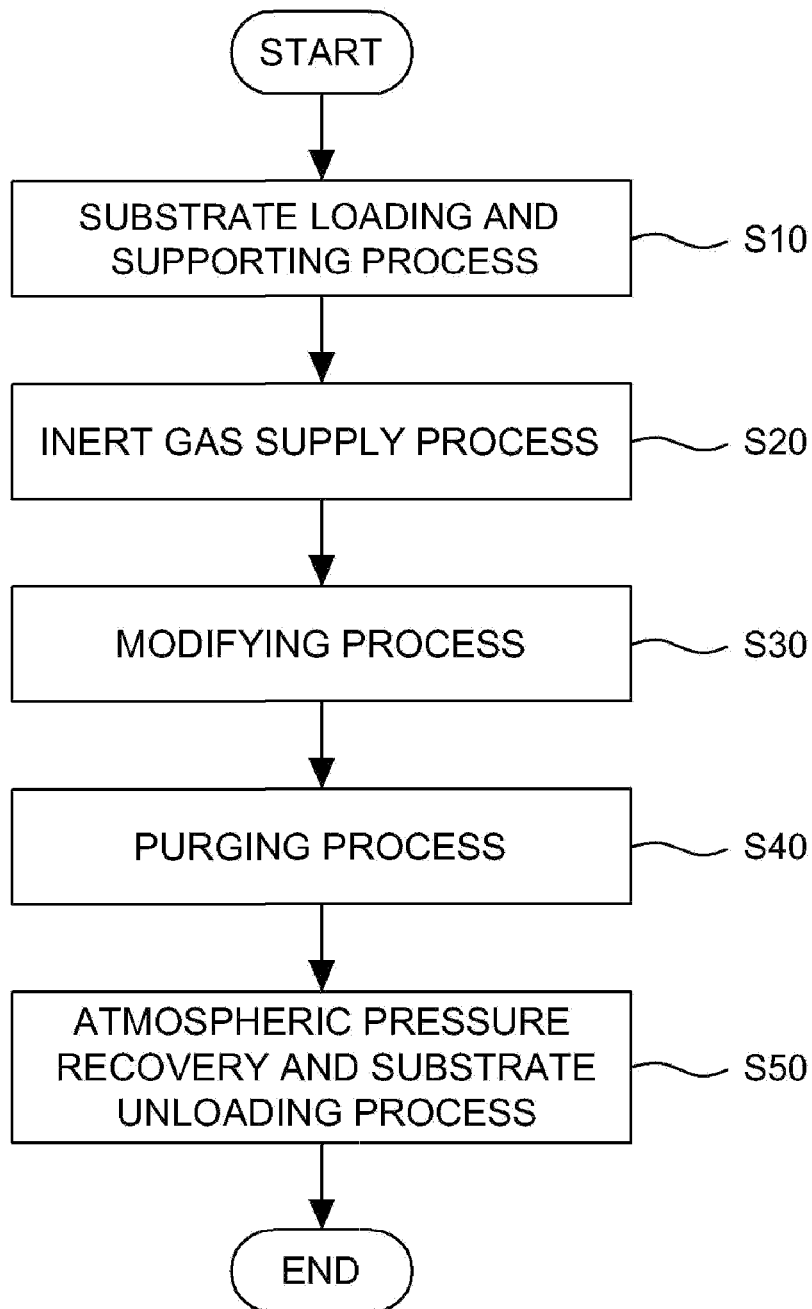 START
SUBSTRATE LOADING AND
SUPPORTING PROCESS
S10
INERT GAS SUPPLY PROCESS
S20
MODIFYING PROCESS
S30
PURGING PROCESS
S40
ATMOSPHERIC PRESSURE
RECOVERY AND SUBSTRATE
UNLOADING PROCESS
S50
END